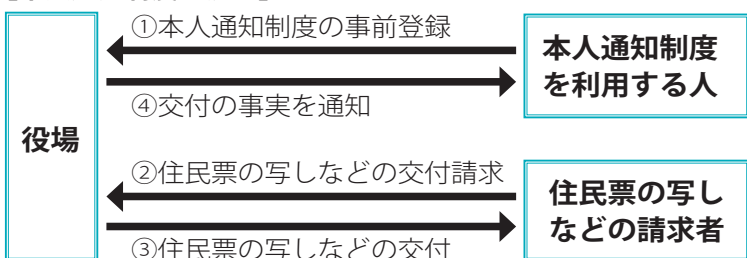 ①本人通知制度の事前登録
本人通知制度
を利用する人
④交付の事実を通知
役場
②住民票の写しなどの交付請求
住民票の写し
などの請求者
③住民票の写しなどの交付